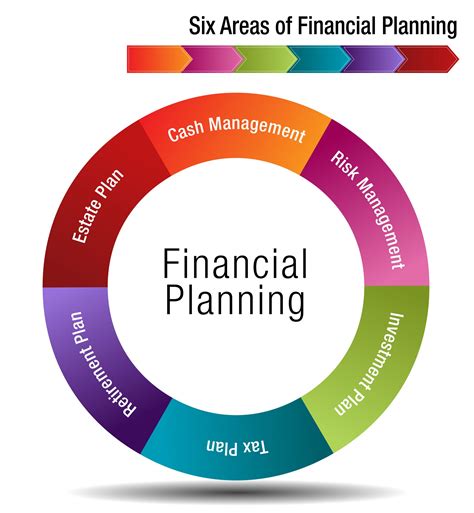 Six Areas of Financial Planning
Cash Management
Risk Management
Investment Plan
Tax Plan
Retirement Plan
Estate Plan
Financial
Planning